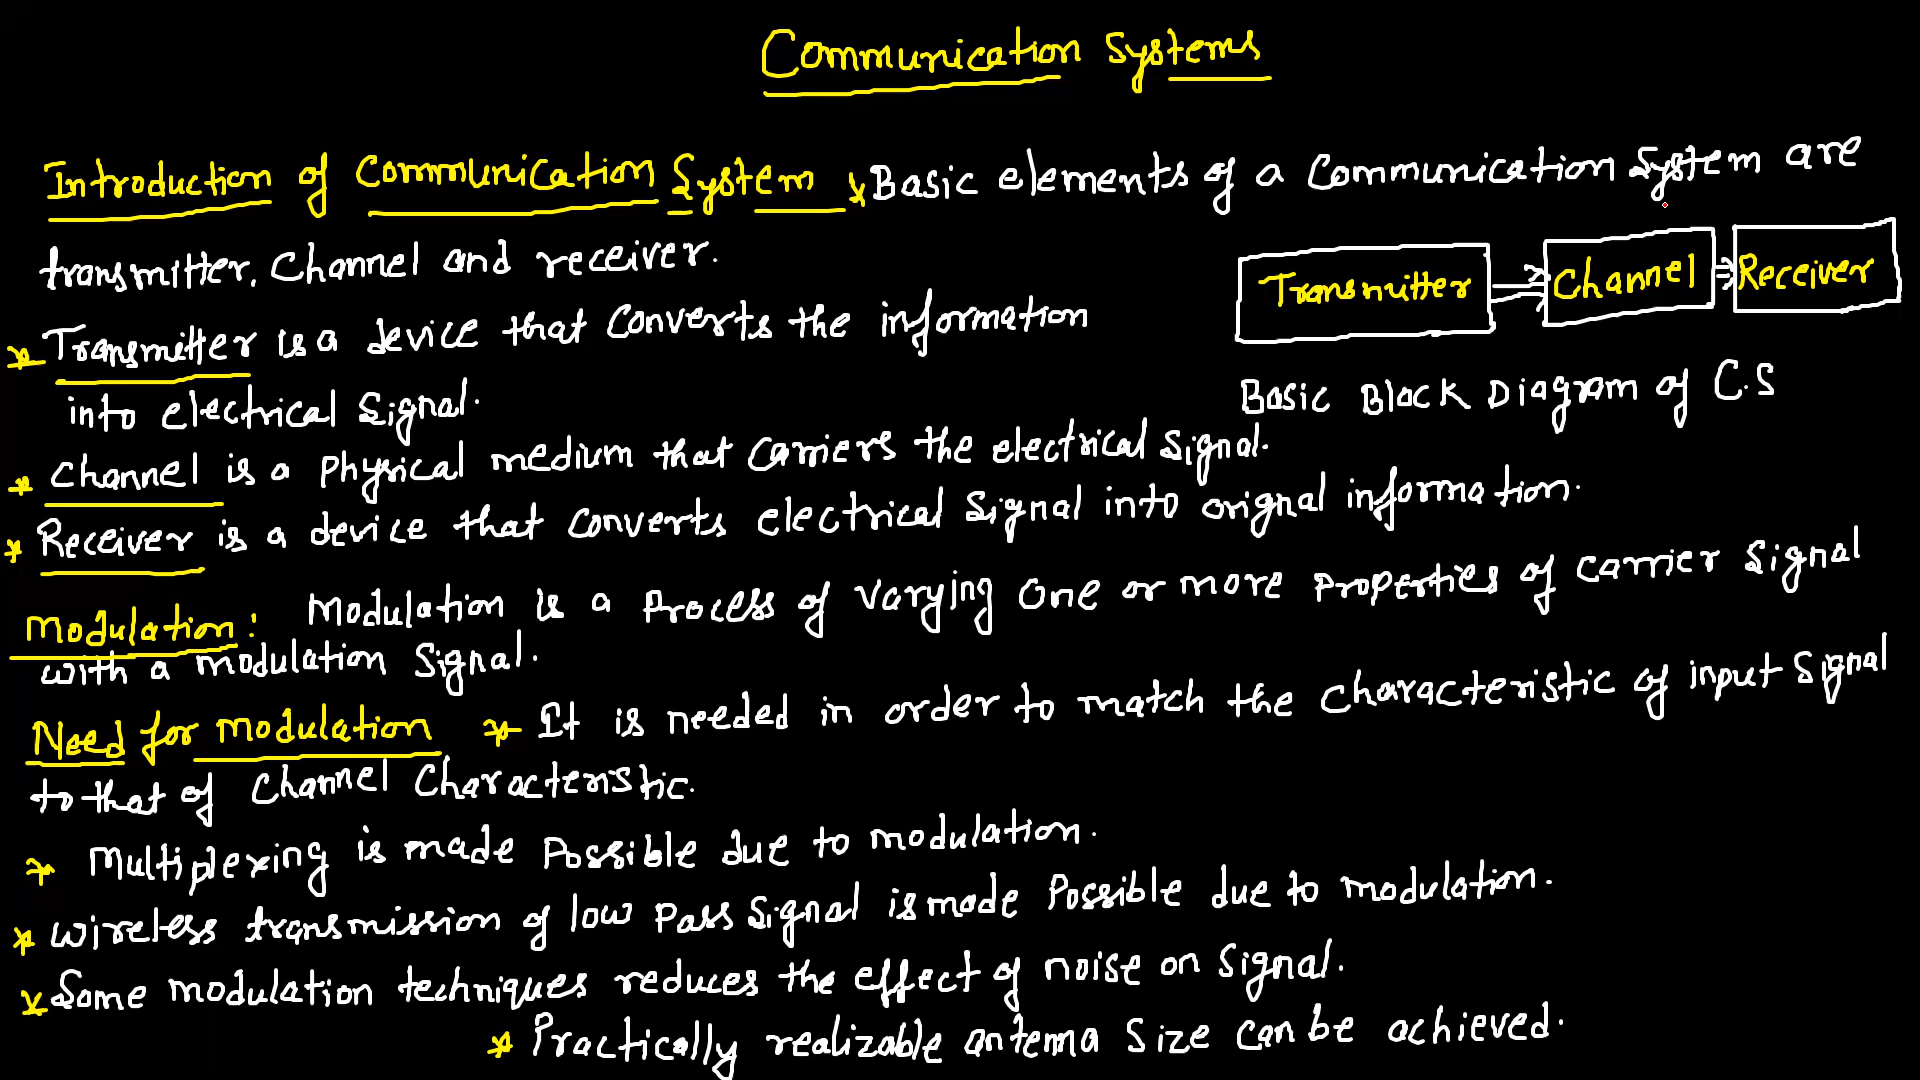 Communication Systems
Introduction of Communication System * Basic elements of a Communication System are
transmitter, Channel and receiver.
Transmitter
Channel
Receiver
* Transmitter is a device that converts the information
into electrical Signal.
Basic Block Diagram of C.S
* Channel is a Physical medium that carriers the electrical Signal.
* Receiver is a device that converts electrical Signal into orignal information.
Modulation: Modulation is a Process of varying one or more Properties of Carrier Signal
with a modulation Signal.
Need for modulation * It is needed in order to match the Characteristic of input Signal
to that of Channel Characteristic.
* Multiplexing is made Possible due to modulation.
* Wireless transmission of low Pass Signal is made Possible due to modulation.
* Some modulation techniques reduces the effect of noise on Signal.
* Practically realizable antenna Size can be achieved.